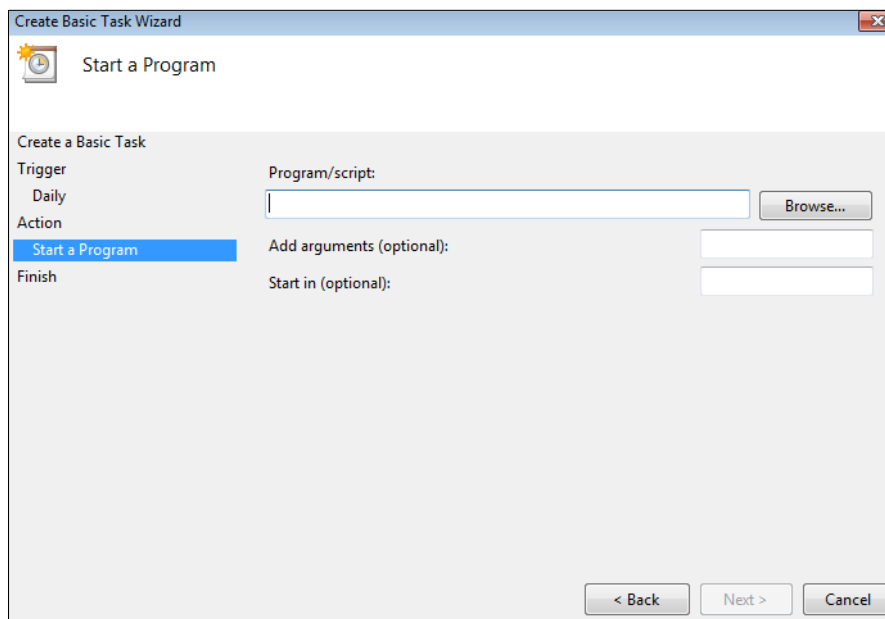 Create Basic Task Wizard
Start a Program
Create a Basic Task
Trigger
Daily
Action
Start a Program
Finish
Program/script:
Browse...
Add arguments (optional):
Start in (optional):
< Back
Next >
Cancel